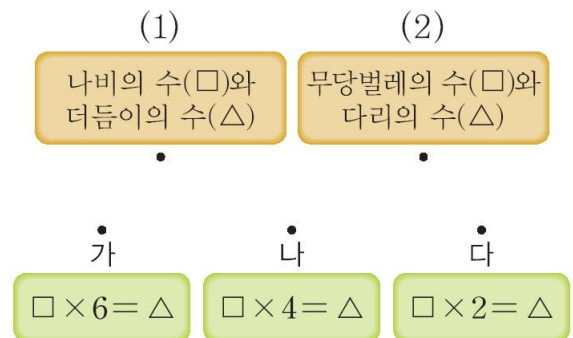 (1) (2)
나비의 수(□)와 무당벌레의 수(□)와
더듬이의 수(△) 다리의 수(△)
가 나 다
□×6=△ □×4=△ □×2=△